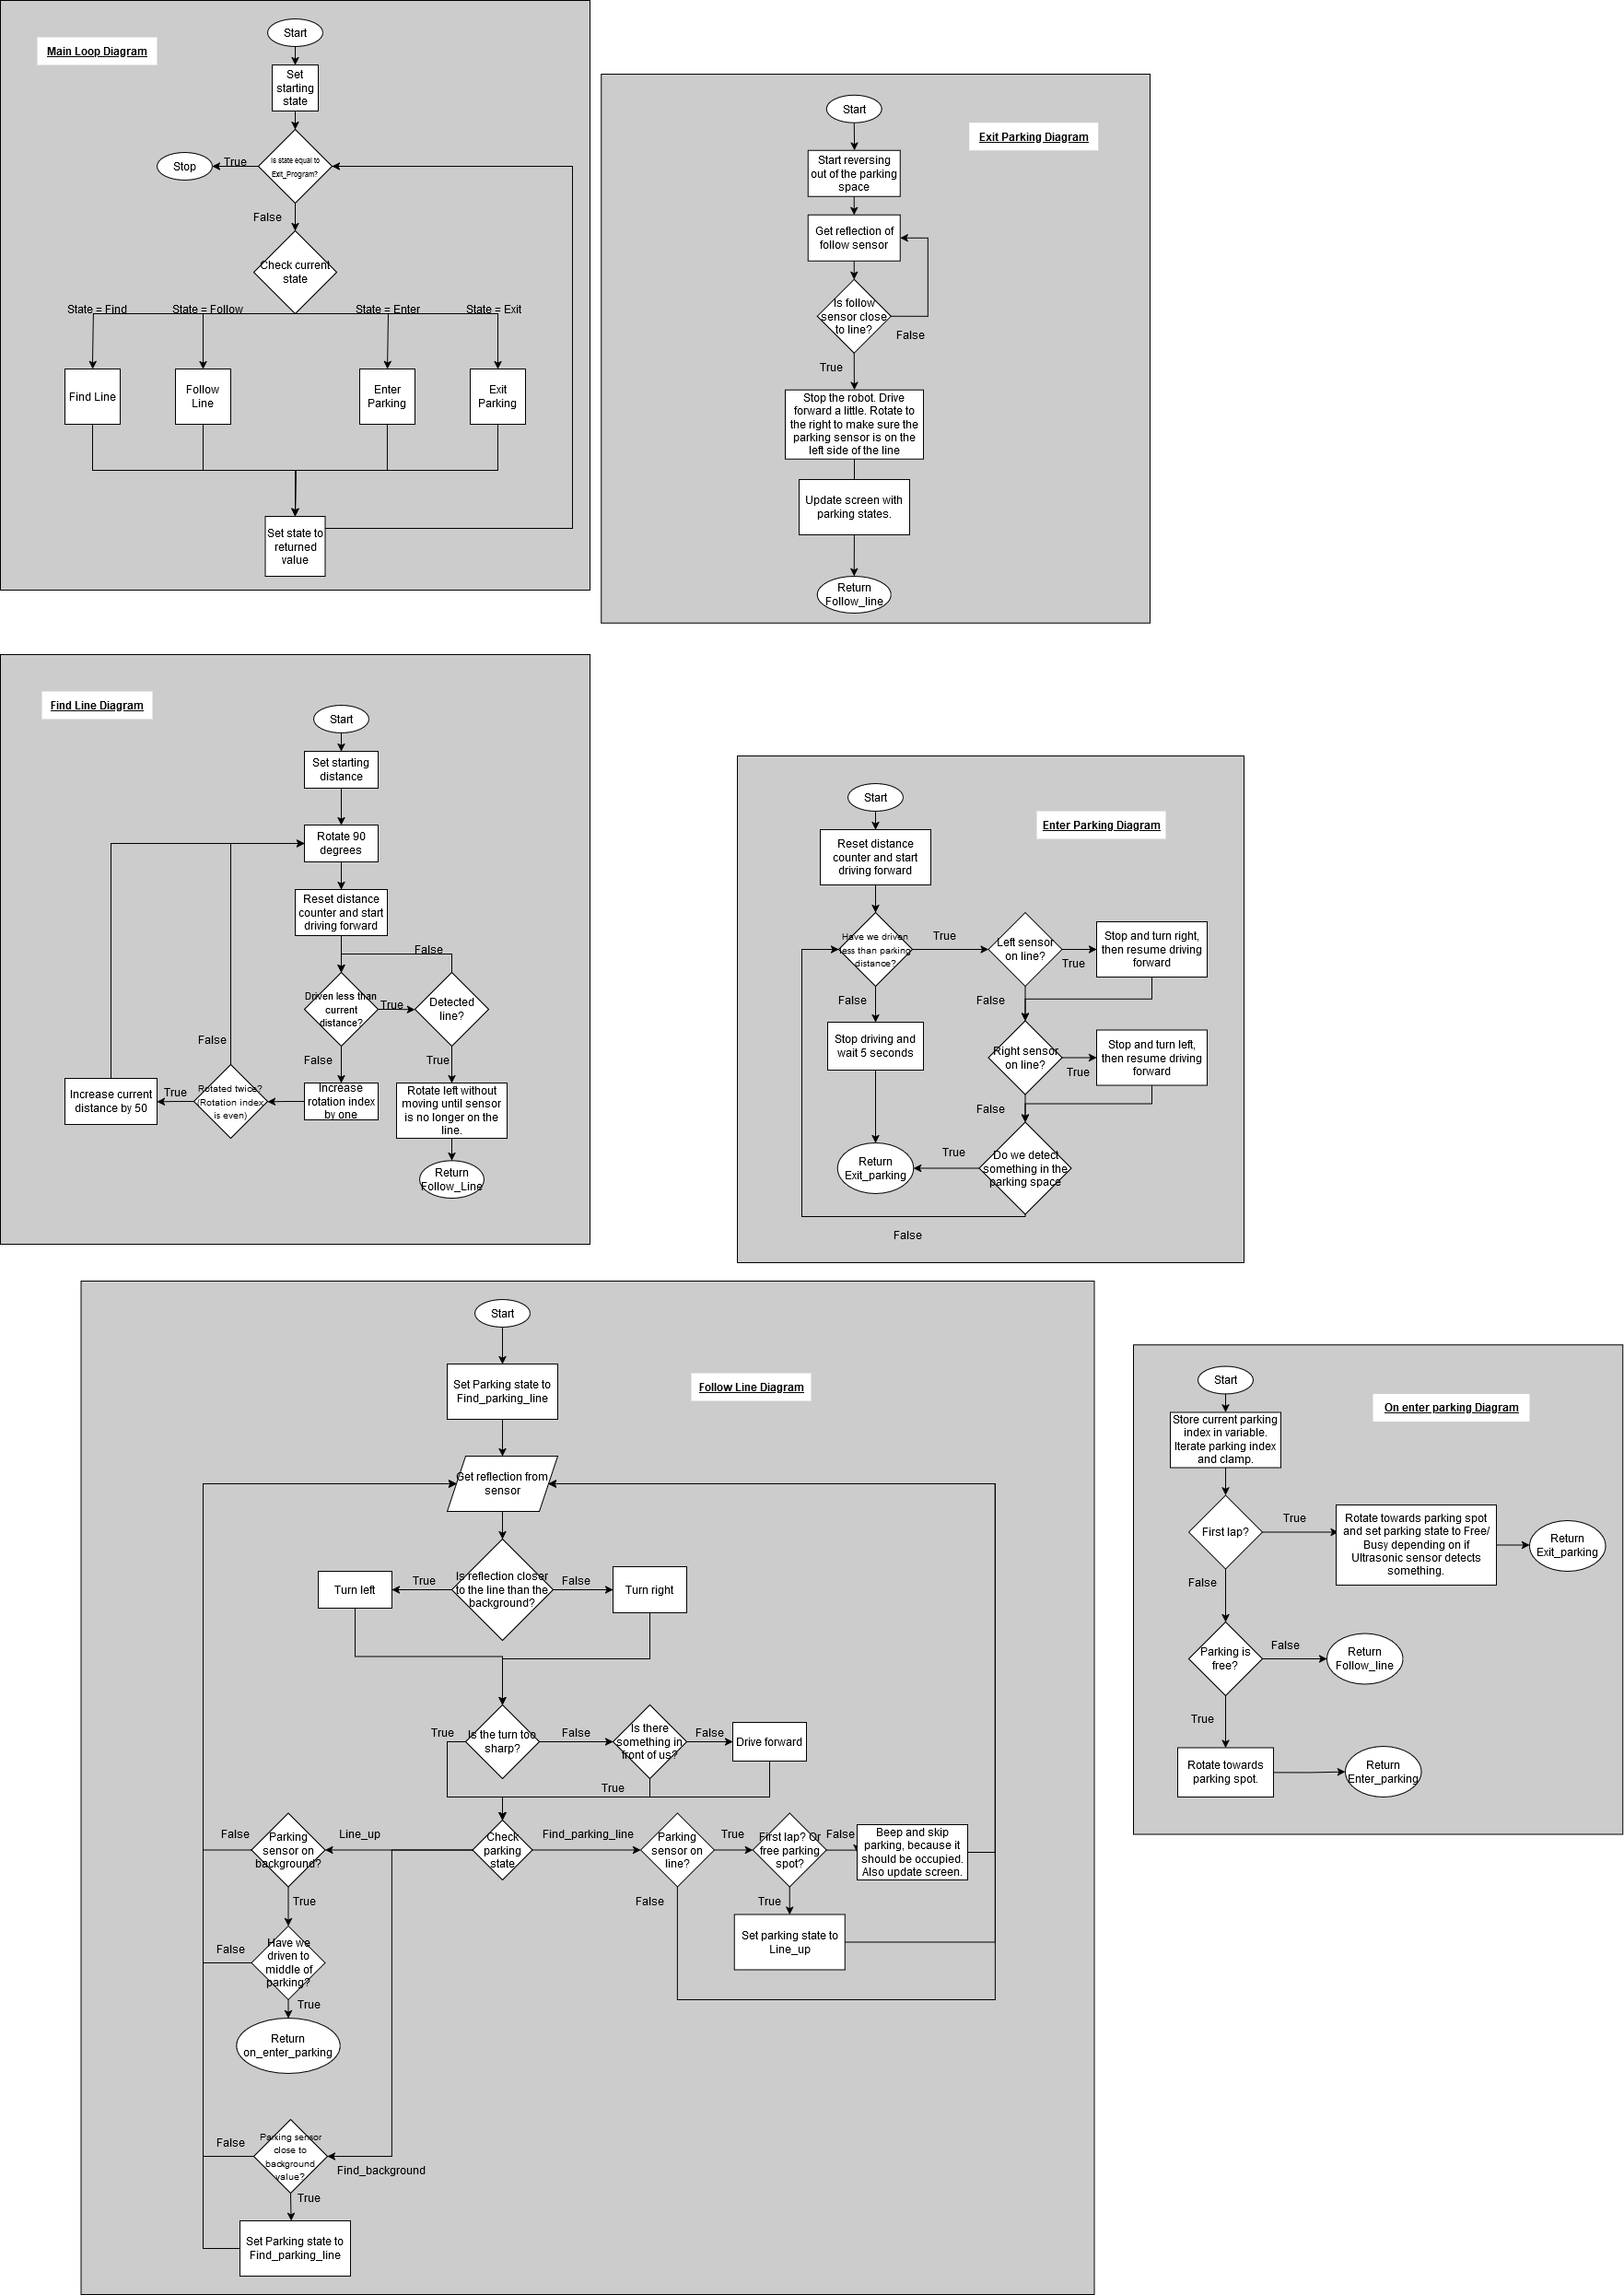 Main Loop Diagram
Start
Set
starting
state
Is state equal to
Exit_Program?
True
Stop
False
Check current
state
State = Find
State = Follow
State = Enter
State = Exit
Find Line
Follow
Line
Enter
Parking
Exit
Parking
Set state to
returned
value
Exit Parking Diagram
Start
Start reversing
out of the parking
space
Get reflection of
follow sensor
Is follow
sensor close
to line?
False
True
Stop the robot. Drive
forward a little. Rotate to
the right to make sure the
parking sensor is on the
left side of the line
Update screen with
parking states.
Return
Follow_line
Find Line Diagram
Start
Set starting
distance
Rotate 90
degrees
Reset distance
counter and start
driving forward
False
Driven less than
current
distance?
True
Detected
line?
False
True
False
Increase current
distance by 50
True
Rotated twice?
(Rotation index
is even)
Increase
rotation index
by one
Rotate left without
moving until sensor
is no longer on the
line.
Return
Follow_Line
Enter Parking Diagram
Start
Reset distance
counter and start
driving forward
Have we driven
less than parking
distance?
True
Left sensor
on line?
True
Stop and turn right,
then resume driving
forward
False
False
Stop driving and
wait 5 seconds
Right sensor
on line?
True
Stop and turn left,
then resume driving
forward
False
Return
Exit_parking
True
Do we detect
something in the
parking space
False
Follow Line Diagram
Start
Set Parking state to
Find_parking_line
Get reflection from
sensor
Is reflection closer
to the line than the
background?
True
Turn left
False
Turn right
True
Is the turn too
sharp?
False
Is there
something in
front of us?
False
Drive forward
True
Check
parking
state
Line_up
Parking
sensor on
background?
False
True
Have we
driven to
middle of
parking?
False
True
Return
on_enter_parking
Find_parking_line
Parking
sensor on
line?
True
False
First lap? Or
free parking
spot?
False
Beep and skip
parking, because it
should be occupied.
Also update screen.
True
Set parking state to
Line_up
Find_background
Parking sensor
close to
background
value?
False
True
Set Parking state to
Find_parking_line
On enter parking Diagram
Start
Store current parking
index in variable.
Iterate parking index
and clamp.
First lap?
True
Rotate towards parking spot
and set parking state to Free/
Busy depending on if
Ultrasonic sensor detects
something.
Return
Exit_parking
False
Parking is
free?
False
Return
Follow_line
True
Rotate towards
parking spot.
Return
Enter_parking